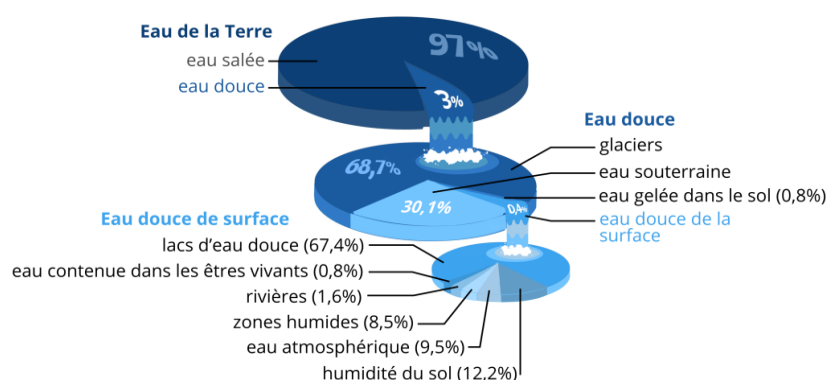 Eau de la Terre
97%
eau salée
eau douce
3%
Eau douce
glaciers
68,7%
eau souterraine
eau gelée dans le sol (0,8%)
30,1%
0,4%
eau douce de la
surface
Eau douce de surface
lacs d’eau douce (67,4%)
eau contenue dans les êtres vivants (0,8%)
rivières (1,6%)
zones humides (8,5%)
eau atmosphérique (9,5%)
humidité du sol (12,2%)